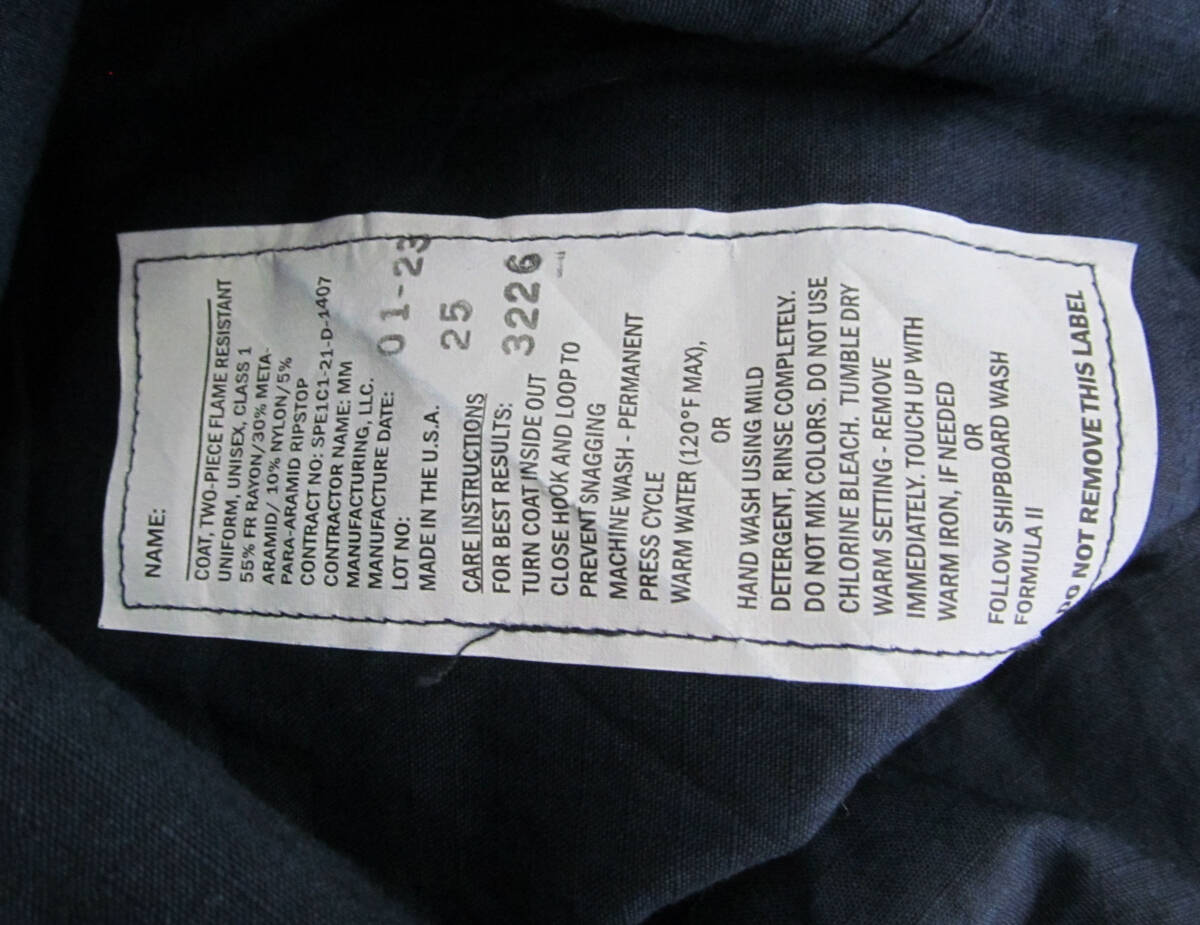 NAME:
COAT, TWO-PIECE FLAME RESISTANT
UNIFORM, UNISEX, CLASS 1
55% FR RAYON/30% META-
ARAMID/ 10% NYLON/5%
PARA-ARAMID RIPSTOP
CONTRACT NO: SPE1C1-21-D-1407
CONTRACTOR NAME: MM
MANUFACTURING, LLC.
MANUFACTURE DATE: 01-23
LOT NO: 25
MADE IN THE U.S.A.
3226
CARE INSTRUCTIONS
FOR BEST RESULTS:
TURN COAT INSIDE OUT
CLOSE HOOK AND LOOP TO
PREVENT SNAGGING
MACHINE WASH - PERMANENT
PRESS CYCLE
WARM WATER (120°F MAX),
OR
HAND WASH USING MILD
DETERGENT, RINSE COMPLETELY.
DO NOT MIX COLORS. DO NOT USE
CHLORINE BLEACH. TUMBLE DRY
WARM SETTING - REMOVE
IMMEDIATELY. TOUCH UP WITH
WARM IRON, IF NEEDED
OR
FOLLOW SHIPBOARD WASH
FORMULA II
DO NOT REMOVE THIS LABEL